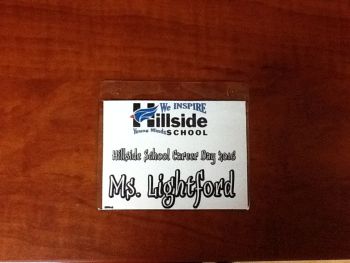 We INSPIRE
Hillside
Young Minds SCHOOL
Hillside School Career Day 2016
Ms. Lightford